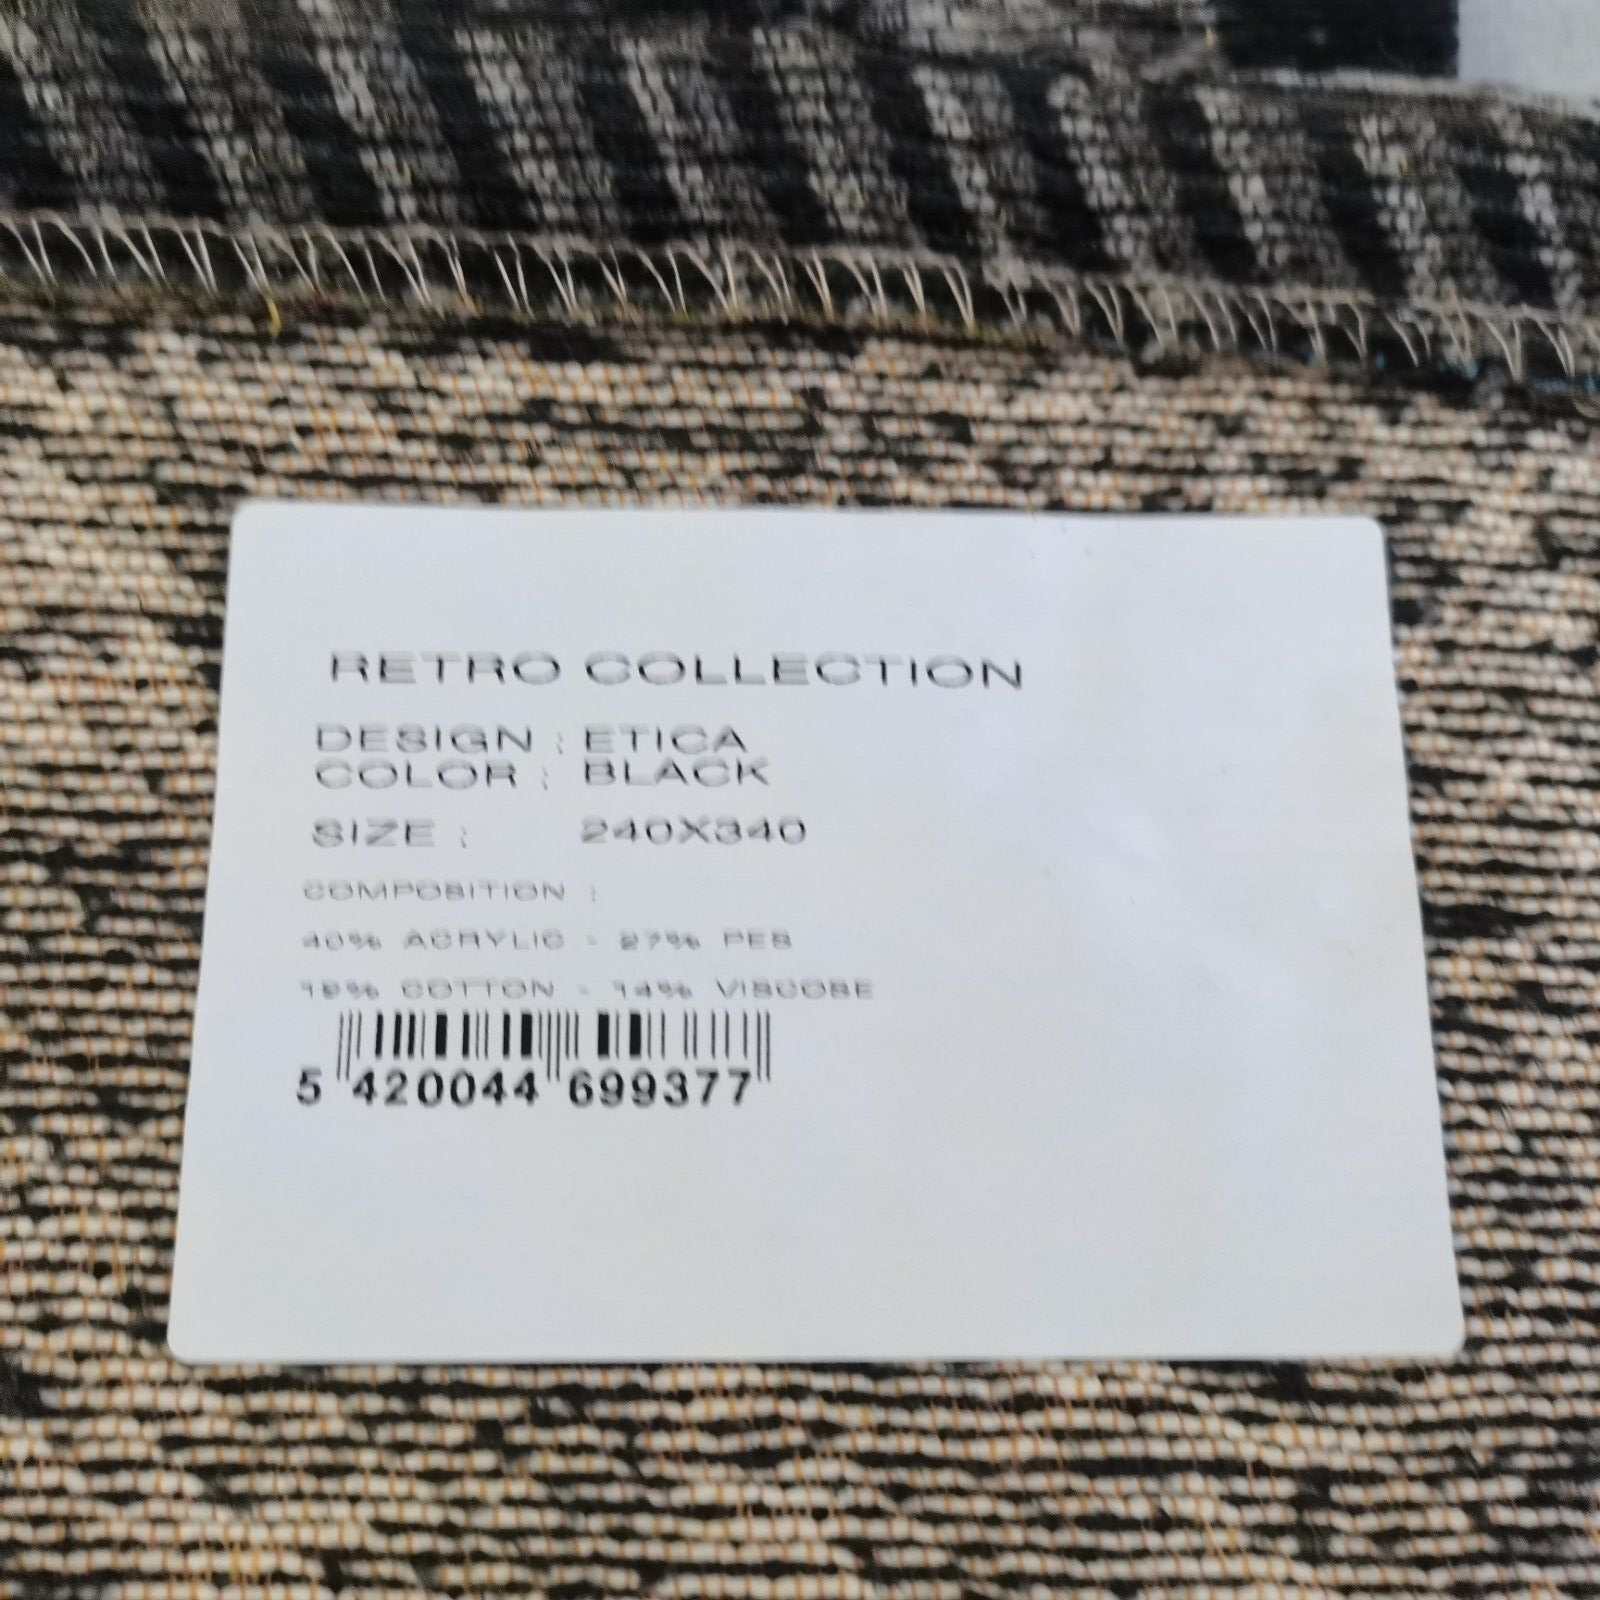 RETRO COLLECTION
DESIGN : ETICA
COLOR : BLACK
SIZE : 240X340
COMPOSITION :
40% ACRYLIC - 27% PES
19% COTTON - 14% VISCOSE
5 420044 699377